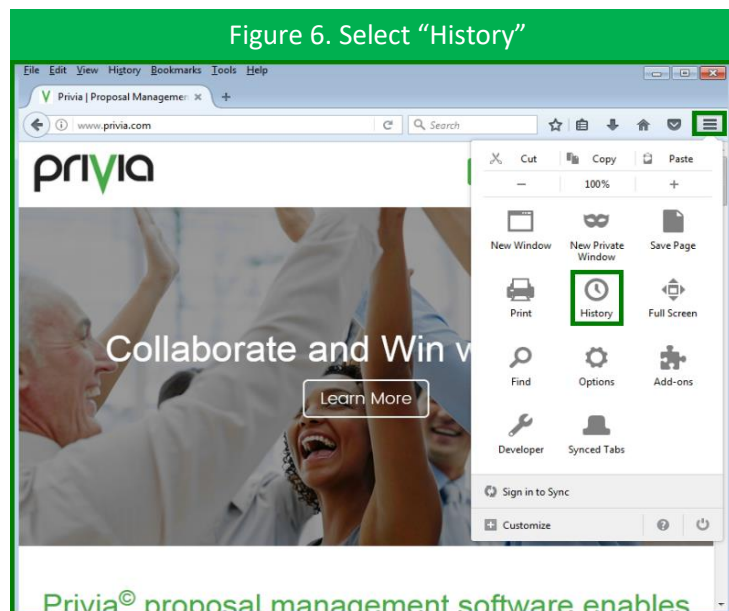 Figure 6. Select “History”
File Edit View History Bookmarks Tools Help
Privia | Proposal Managemen
www.privia.com
Search
privia
Cut Copy Paste
100%
New Window New Private Window Save Page
Print History Full Screen
Find Options Add-ons
Developer Synced Tabs
Sign in to Sync
Customize
Collaborate and Win w
Learn More
Privia© proposal management software enables